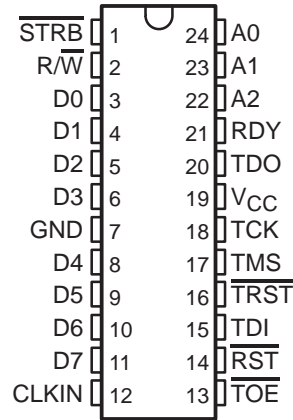 STRB 1 24 A0
R/W 2 23 A1
D0 3 22 A2
D1 4 21 RDY
D2 5 20 TDO
D3 6 19 VCC
GND 7 18 TCK
D4 8 17 TMS
D5 9 16 TRST
D6 10 15 TDI
D7 11 14 RST
CLKIN 12 13 TOE